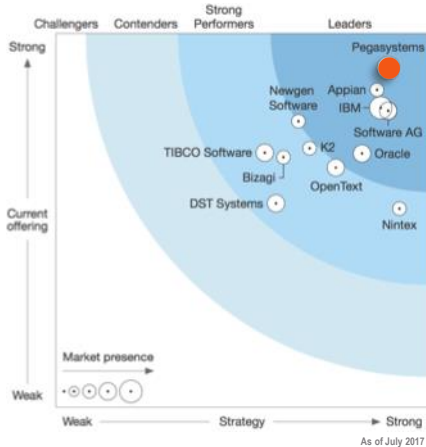 Challengers Contenders Strong Performers Leaders
Strong
Pegasystems
Appian
IBM
Software AG
Newgen Software
K2
Oracle
TIBCO Software
Bizagi
OpenText
DST Systems
Nintex
Current offering
Market presence
Weak
Weak Strategy Strong
As of July 2017